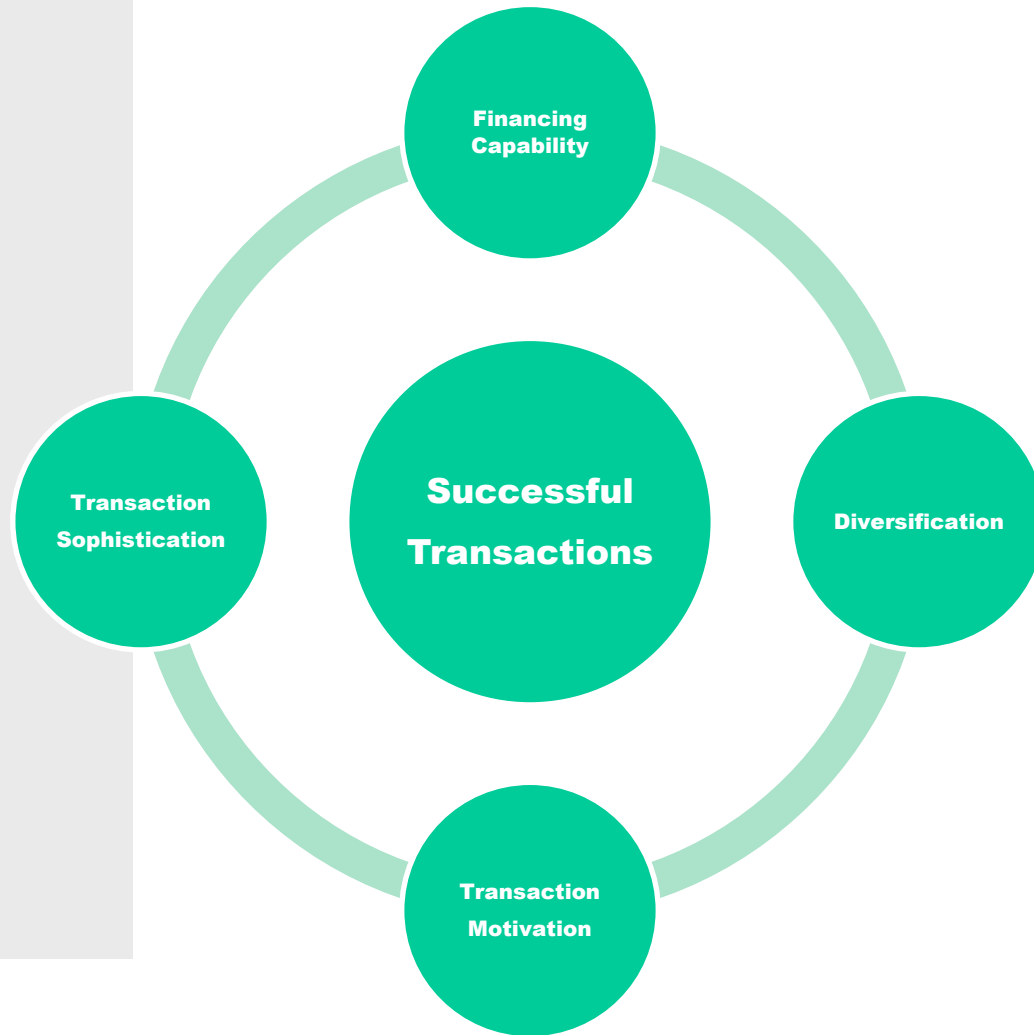 Financing
Capability
Transaction
Sophistication
Successful
Transactions
Diversification
Transaction
Motivation